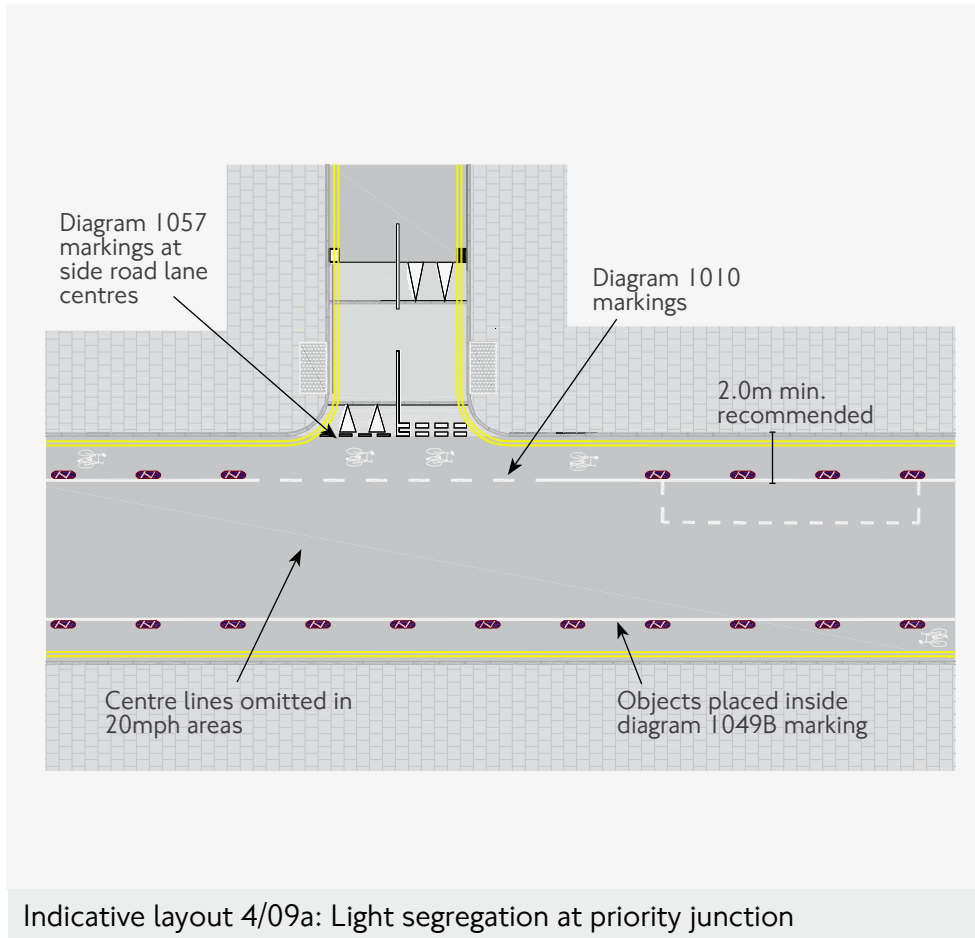 Diagram 1057
markings at
side road lane
centres
Diagram 1010
markings
2.0m min.
recommended
Centre lines omitted in
20mph areas
Objects placed inside
diagram 1049B marking
Indicative layout 4/09a: Light segregation at priority junction